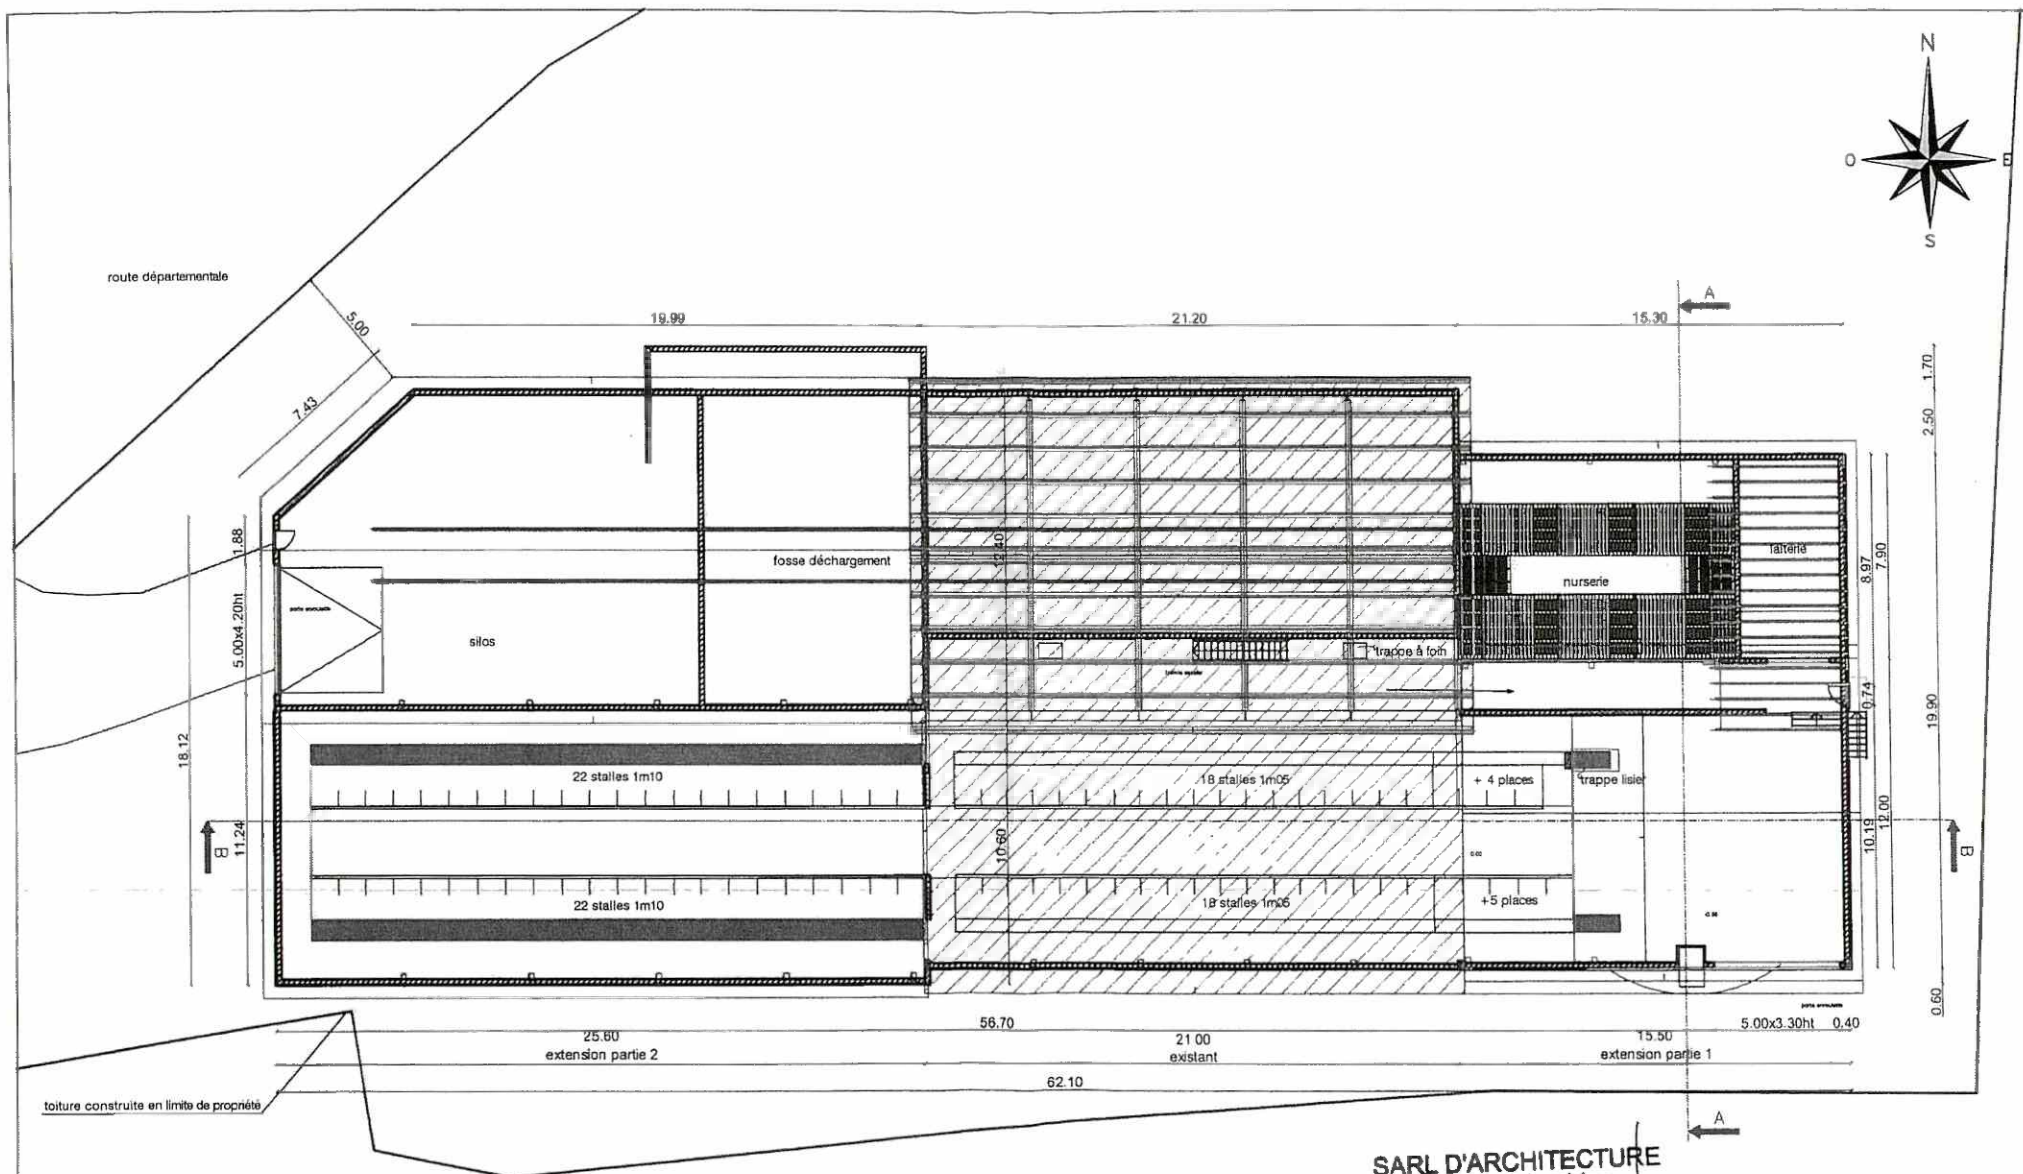 N
O
E
S
route départementale
A
5.00
19.99
21.20
15.30
7.43
1.70
2.50
1.88
12.40
fosse déchargement
laiterie
nurserie
8.97
7.90
5.00x4.20ht
silos
trappe à foin
0.74
19.90
18.12
22 stalles 1m10
18 stalles 1m05
+ 4 places
trappe lisier
11.24
B
10.60
0.00
10.19
12.00
B
22 stalles 1m10
18 stalles 1m05
+5 places
0.60
56.70
5.00x3.30ht
0.40
25.60
21 00
15.50
extension partie 2
existant
extension partie 1
62.10
toiture construite en limite de propriété
A
SARL D'ARCHITECTURE